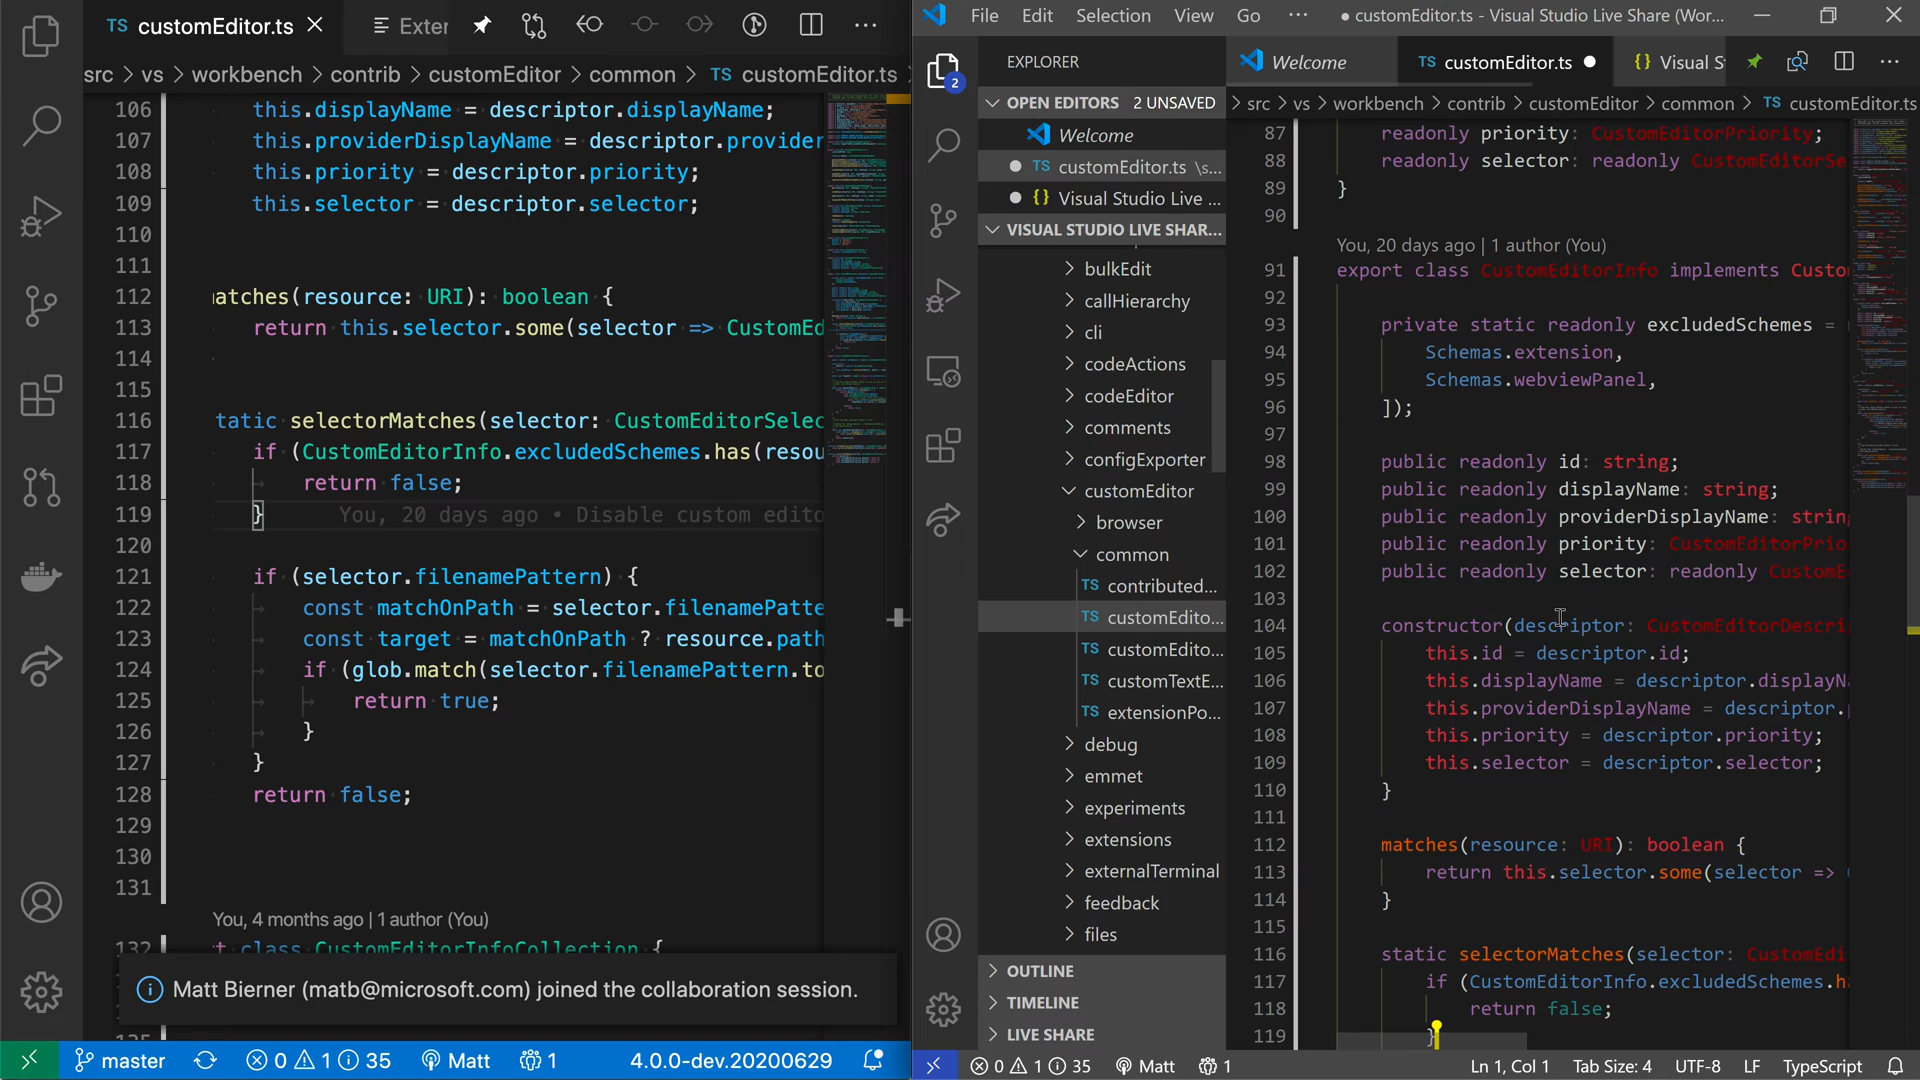 TS customEditor.ts
Exter
src > vs > workbench > contrib > customEditor > common > TS customEditor.ts
106 this.displayName = descriptor.displayName;
107 this.providerDisplayName = descriptor.provider
108 this.priority = descriptor.priority;
109 this.selector = descriptor.selector;
110
111
112 atches(resource: URI): boolean {
113 return this.selector.some(selector => CustomEd
114
115
116 tatic selectorMatches(selector: CustomEditorSelec
117 if (CustomEditorInfo.excludedSchemes.has(resou
118 return false;
119 } You, 20 days ago • Disable custom edito
120
121 if (selector.filenamePattern) {
122 const matchOnPath = selector.filenamePatte
123 const target = matchOnPath ? resource.path
124 if (glob.match(selector.filenamePattern.to
125 return true;
126 }
127 }
128 return false;
129
130
131
You, 4 months ago | 1 author (You)
132 t class CustomEditorInfoCollection {
Matt Bierner (matb@microsoft.com) joined the collaboration session.
master 0 1 35 Matt 1 4.0.0-dev.20200629
File Edit Selection View Go ··· ● customEditor.ts - Visual Studio Live Share (Wor...
2
EXPLORER
OPEN EDITORS 2 UNSAVED
Welcome
TS customEditor.ts \s...
{} Visual Studio Live ...
VISUAL STUDIO LIVE SHAR...
bulkEdit
callHierarchy
cli
codeActions
codeEditor
comments
configExporter
customEditor
browser
common
TS contributed...
TS customEdito...
TS customEdito...
TS customTextE...
TS extensionPo...
debug
emmet
experiments
extensions
externalTerminal
feedback
files
OUTLINE
TIMELINE
LIVE SHARE
Welcome
TS customEditor.ts ●
{} Visual S
> src > vs > workbench > contrib > customEditor > common > TS customEditor.ts
87 readonly priority: CustomEditorPriority;
88 readonly selector: readonly CustomEditorSe
89 }
90
You, 20 days ago | 1 author (You)
91 export class CustomEditorInfo implements Custo
92
93 private static readonly excludedSchemes =
94 Schemas.extension,
95 Schemas.webviewPanel,
96 ]);
97
98 public readonly id: string;
99 public readonly displayName: string;
100 public readonly providerDisplayName: strin
101 public readonly priority: CustomEditorPrio
102 public readonly selector: readonly CustomE
103
104 constructor(descriptor: CustomEditorDescri
105 this.id = descriptor.id;
106 this.displayName = descriptor.displayN
107 this.providerDisplayName = descriptor.
108 this.priority = descriptor.priority;
109 this.selector = descriptor.selector;
110 }
111
112 matches(resource: URI): boolean {
113 return this.selector.some(selector =>
114 }
115
116 static selectorMatches(selector: CustomEdi
117 if (CustomEditorInfo.excludedSchemes.h
118 return false;
119 }
0 1 35 Matt 1 Ln 1, Col 1 Tab Size: 4 UTF-8 LF TypeScript